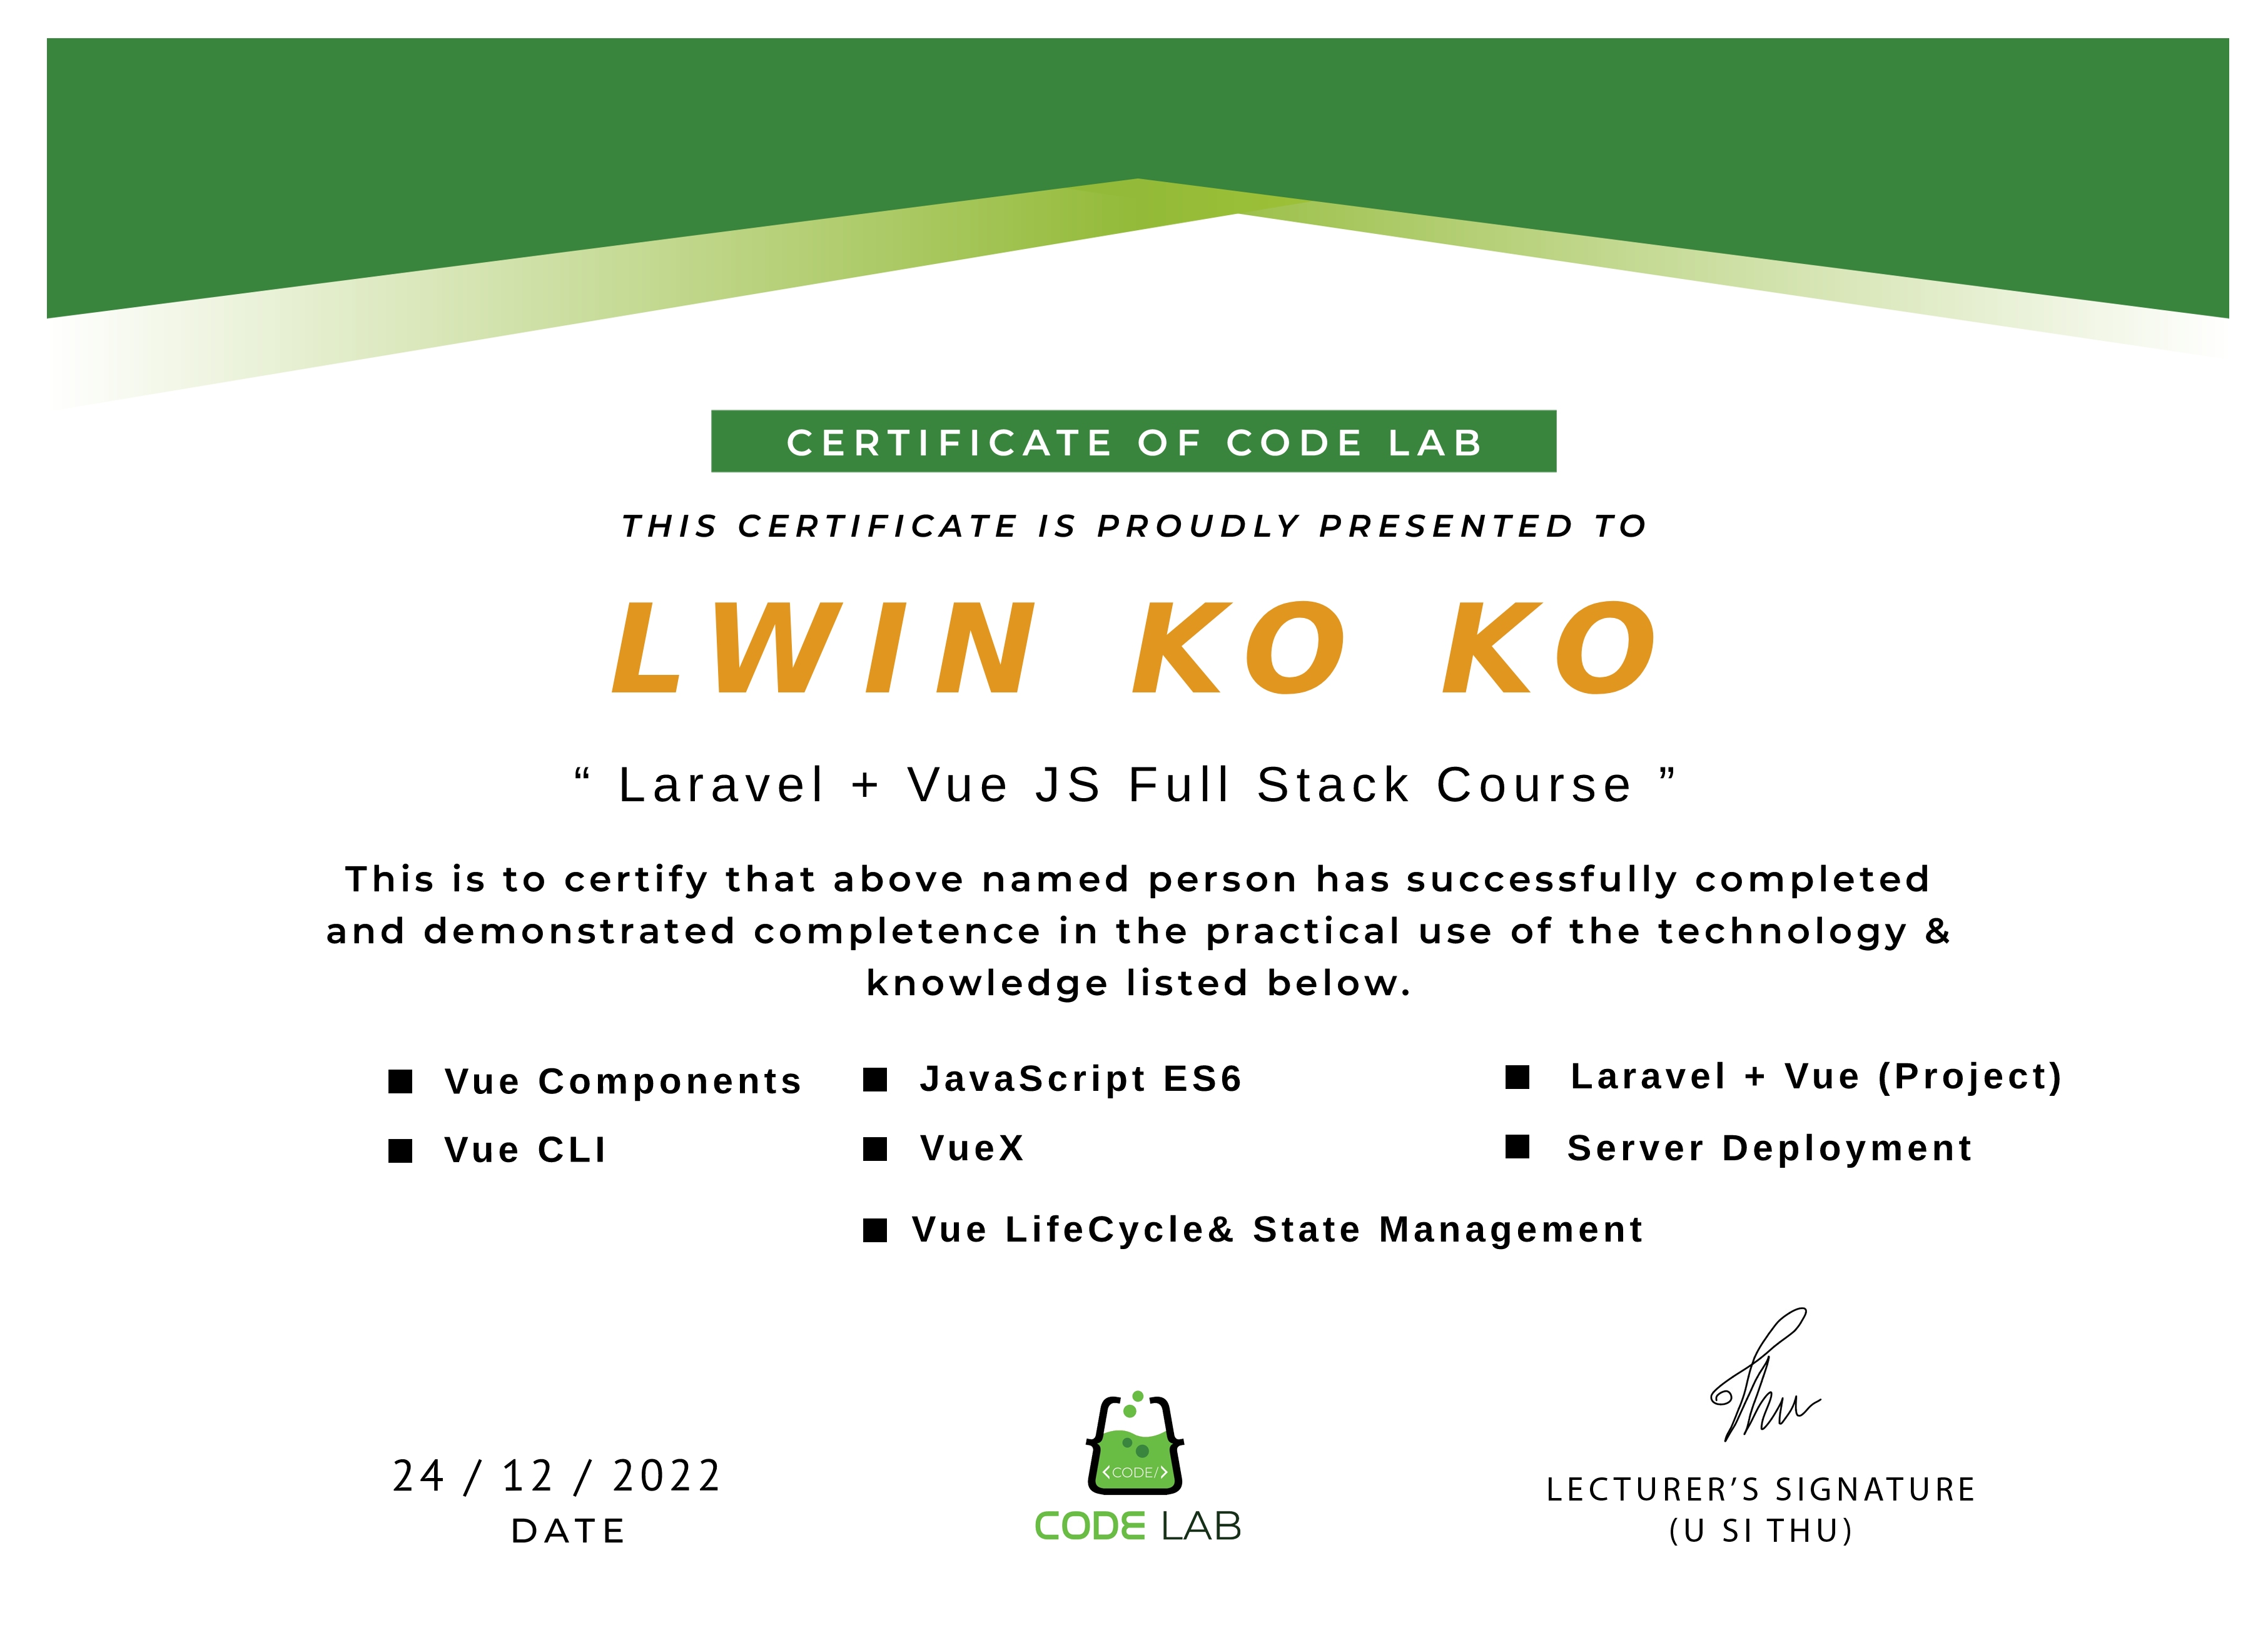 CERTIFICATE OF CODE LAB
THIS CERTIFICATE IS PROUDLY PRESENTED TO
LWIN KO KO
“ Laravel + Vue JS Full Stack Course ”
This is to certify that above named person has successfully completed
and demonstrated completence in the practical use of the technology &
knowledge listed below.
■ Vue Components
■ Vue CLI
■ JavaScript ES6
■ VueX
■ Vue LifeCycle& State Management
■ Laravel + Vue (Project)
■ Server Deployment
24 / 12 / 2022
DATE
<CODE/>
CODE LAB
Thu
LECTURER’S SIGNATURE
(U SI THU)